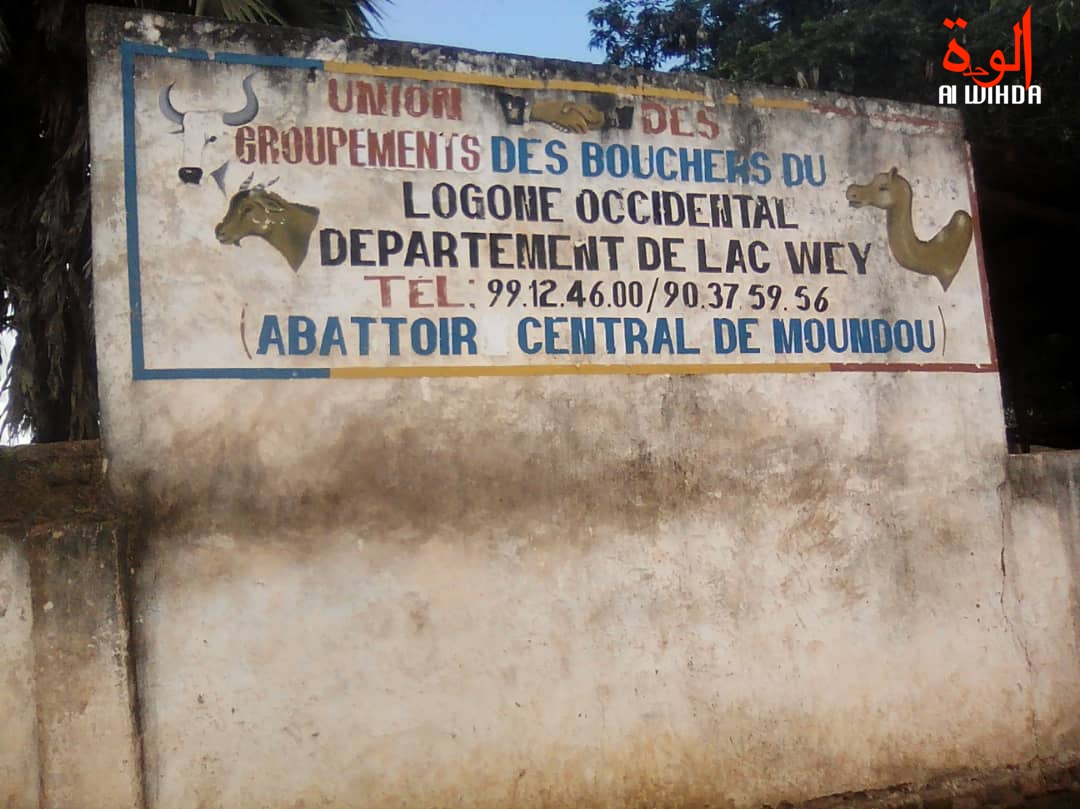 الوحدة
Al WIHDA
UNION DES
GROUPEMENTS DES BOUCHERS DU
LOGONE OCCIDENTAL
DEPARTEMENT DE LAC WEY
TÉL: 99.12.46.00/90.37.59.56
(ABATTOIR CENTRAL DE MOUNDOU)